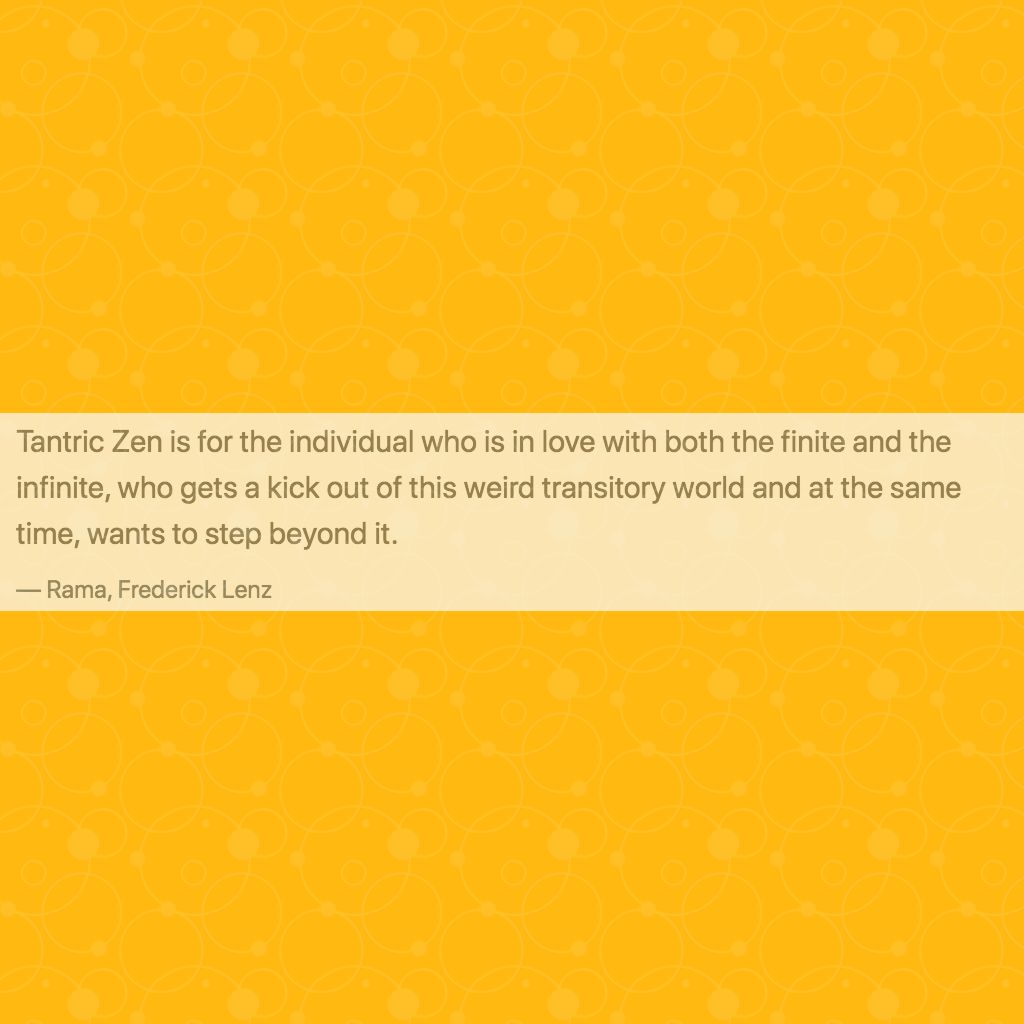 Tantric Zen is for the individual who is in love with both the finite and the
infinite, who gets a kick out of this weird transitory world and at the same
time, wants to step beyond it.
— Rama, Frederick Lenz